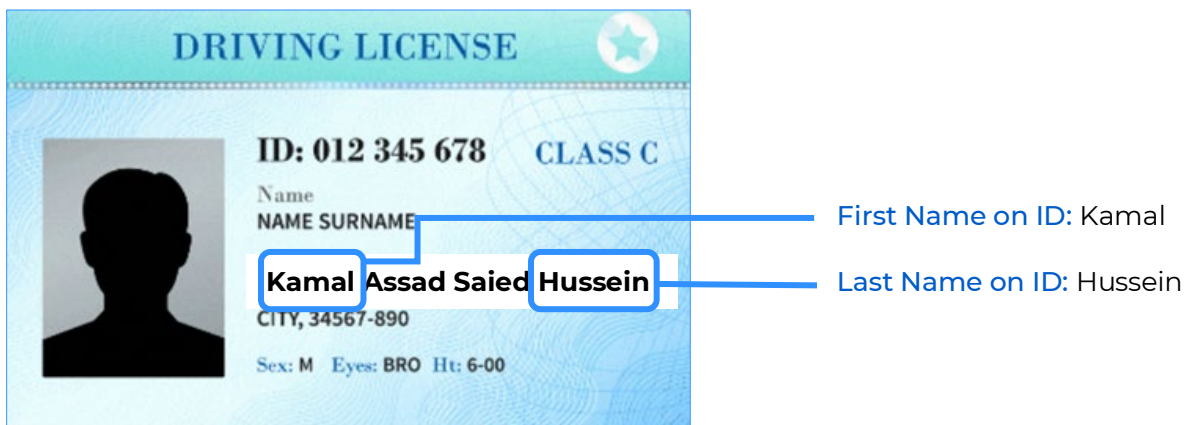 DRIVING LICENSE
ID: 012 345 678 CLASS C
Name
NAME SURNAME
First Name on ID: Kamal
Kamal Assad Saied Hussein
Last Name on ID: Hussein
CITY, 34567-890
Sex: M Eyes: BRO Ht: 6-00